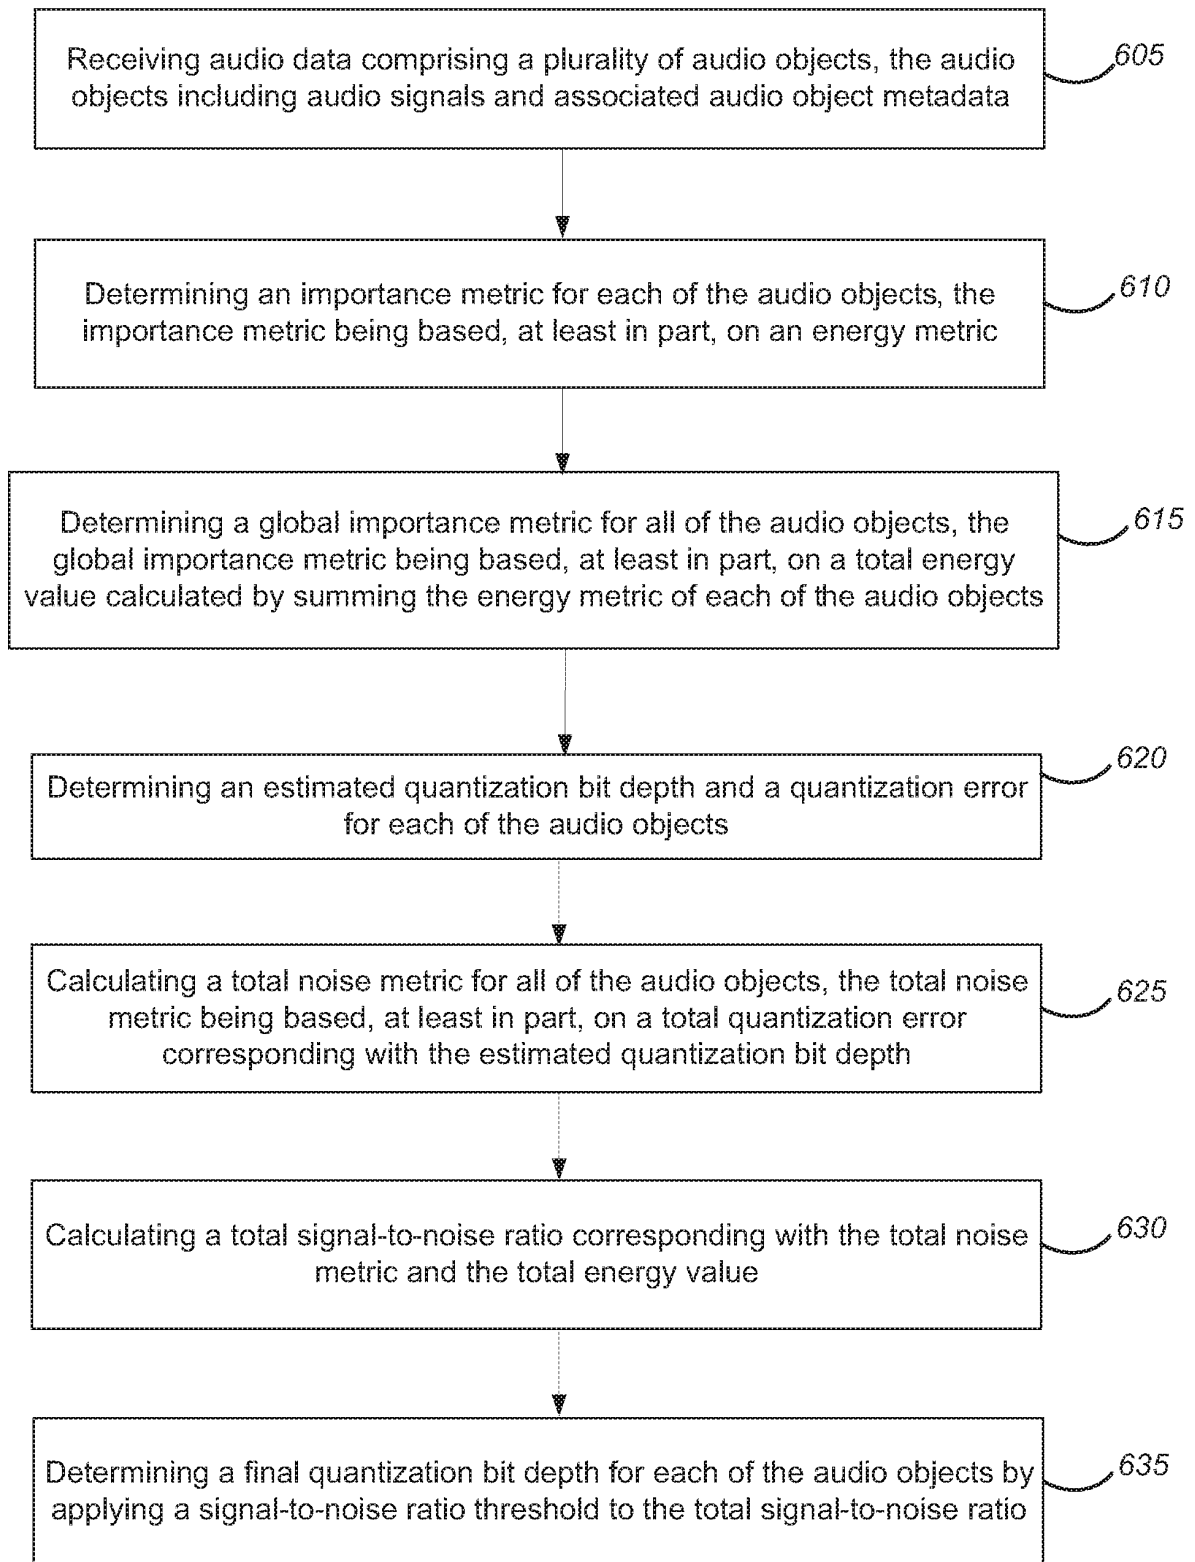 Receiving audio data comprising a plurality of audio objects, the audio
objects including audio signals and associated audio object metadata
605
Determining an importance metric for each of the audio objects, the
importance metric being based, at least in part, on an energy metric
610
Determining a global importance metric for all of the audio objects, the
global importance metric being based, at least in part, on a total energy
value calculated by summing the energy metric of each of the audio objects
615
Determining an estimated quantization bit depth and a quantization error
for each of the audio objects
620
Calculating a total noise metric for all of the audio objects, the total noise
metric being based, at least in part, on a total quantization error
corresponding with the estimated quantization bit depth
625
Calculating a total signal-to-noise ratio corresponding with the total noise
metric and the total energy value
630
Determining a final quantization bit depth for each of the audio objects by
applying a signal-to-noise ratio threshold to the total signal-to-noise ratio
635